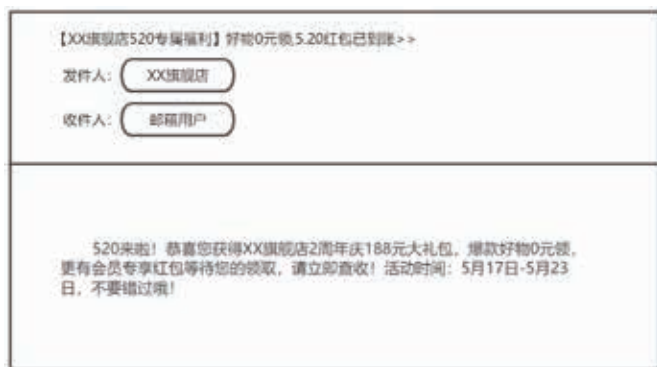 【XX旗舰店520专属福利】好物0元领,5.20红包已到账>>
发件人： XX旗舰店
收件人： 邮箱用户
520来啦！恭喜您获得XX旗舰店2周年庆188元大礼包，爆款好物0元领，
更有会员专享红包等待您的领取，请立即查收！活动时间：5月17日-5月23
日，不要错过哦！